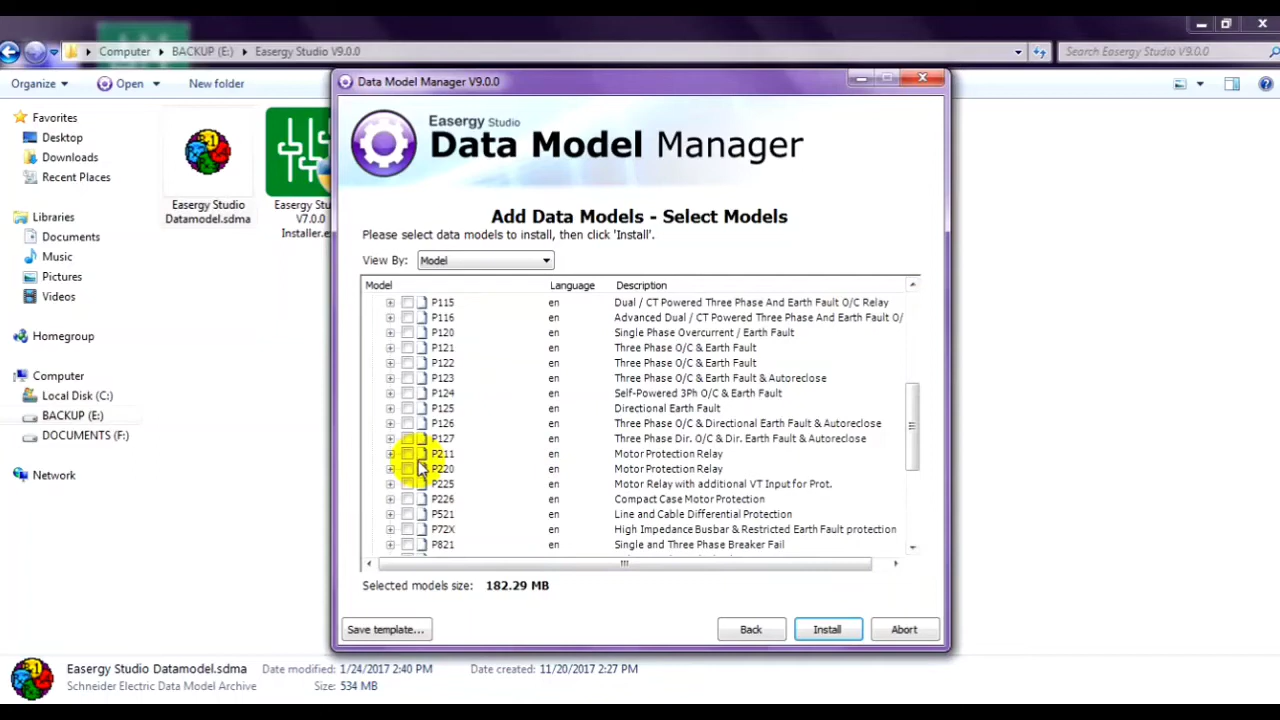 Computer
BACKUP (E:)
Easergy Studio V9.0.0
Search Easergy Studio V9.0.0
Organize
Open
New folder
Favorites
Desktop
Downloads
Recent Places
Libraries
Documents
Music
Pictures
Videos
Homegroup
Computer
Local Disk (C:)
BACKUP (E:)
DOCUMENTS (F:)
Network
Easergy Studio
Datamodel.sdma
Easergy Stu
V7.0.0
Installer.e
Data Model Manager V9.0.0
Easergy Studio
Data Model Manager
Add Data Models - Select Models
Please select data models to install, then click 'Install'.
View By: Model
Model Language Description
P115 en Dual / CT Powered Three Phase And Earth Fault O/C Relay
P116 en Advanced Dual / CT Powered Three Phase And Earth Fault O/
P120 en Single Phase Overcurrent / Earth Fault
P121 en Three Phase O/C & Earth Fault
P122 en Three Phase O/C & Earth Fault
P123 en Three Phase O/C & Earth Fault & Autoreclose
P124 en Self-Powered 3Ph O/C & Earth Fault
P125 en Directional Earth Fault
P126 en Three Phase O/C & Directional Earth Fault & Autoreclose
P127 en Three Phase Dir. O/C & Dir. Earth Fault & Autoreclose
P211 en Motor Protection Relay
P220 en Motor Protection Relay
P225 en Motor Relay with additional VT Input for Prot.
P226 en Compact Case Motor Protection
P521 en Line and Cable Differential Protection
P72X en High Impedance Busbar & Restricted Earth Fault protection
P821 en Single and Three Phase Breaker Fail
Selected models size: 182.29 MB
Save template...
Back
Install
Abort
Easergy Studio Datamodel.sdma Date modified: 1/24/2017 2:40 PM Date created: 11/20/2017 2:27 PM
Schneider Electric Data Model Archive Size: 534 MB